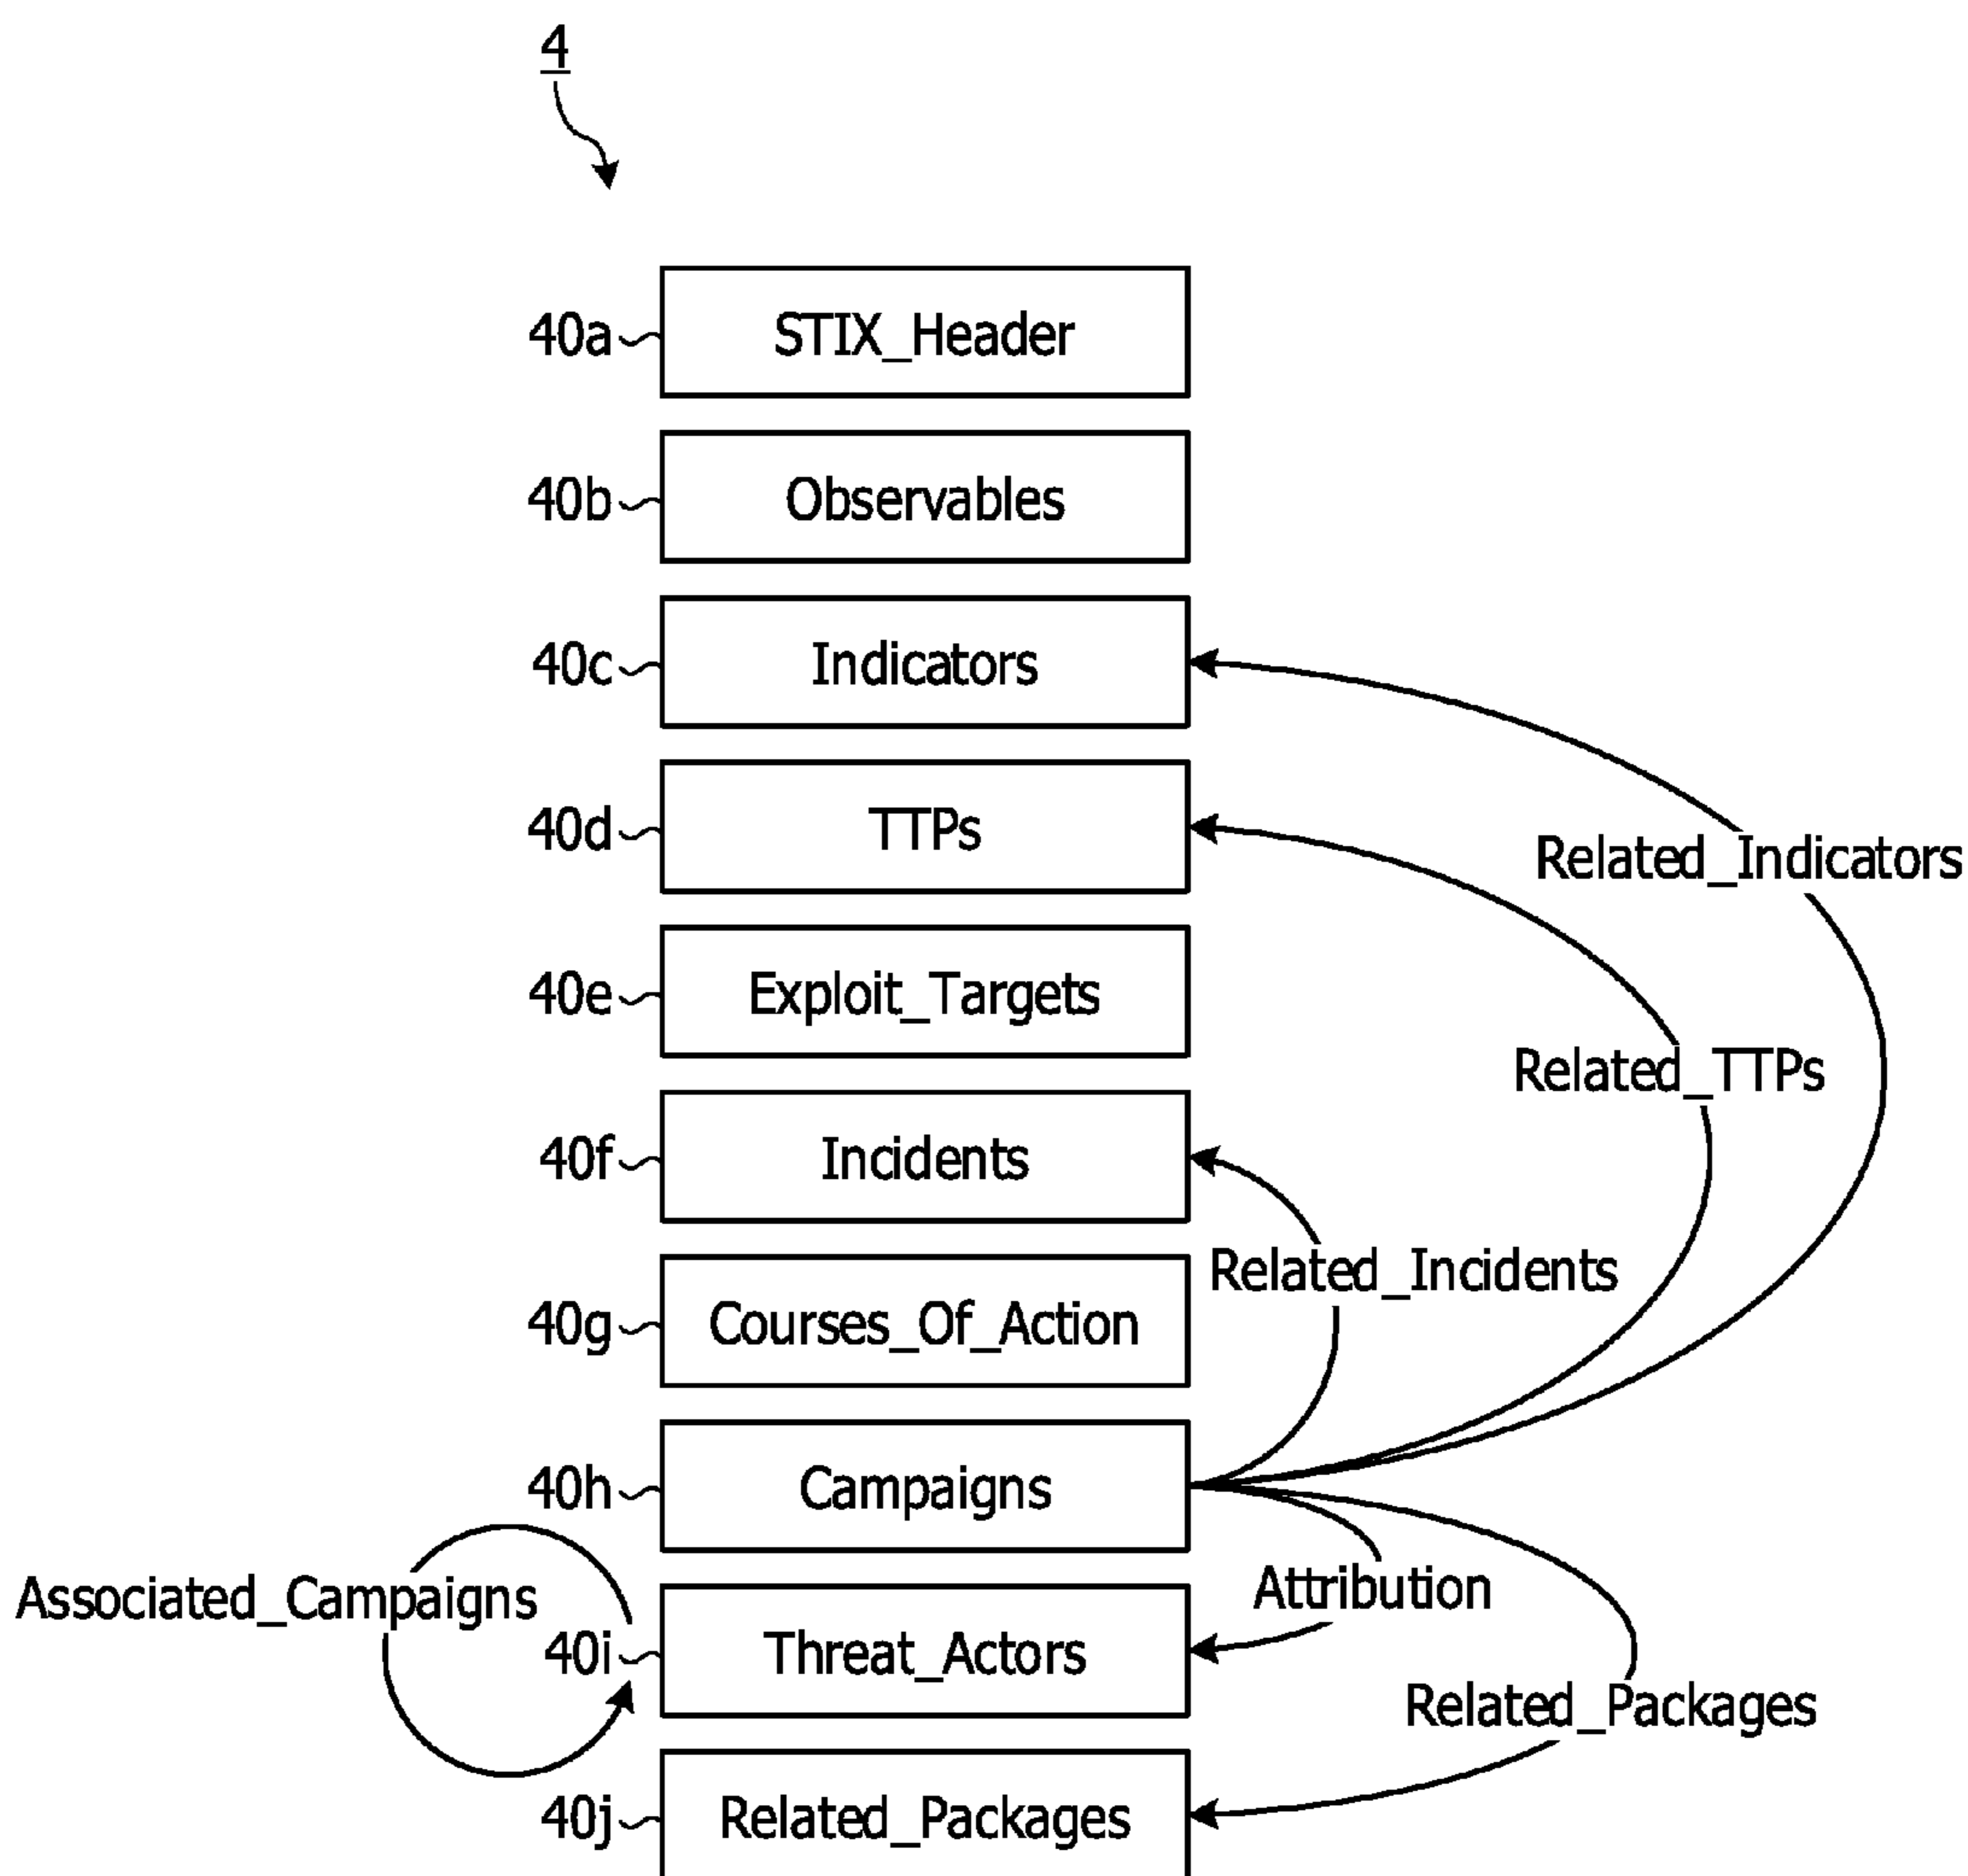 4
40a STIX_Header
40b Observables
40c Indicators
40d TTPs
Related_Indicators
40e Exploit_Targets
Related_TTPs
40f Incidents
Related_Incidents
40g Courses_Of_Action
40h Campaigns
Associated_Campaigns
Attribution
40i Threat_Actors
Related_Packages
40j Related_Packages